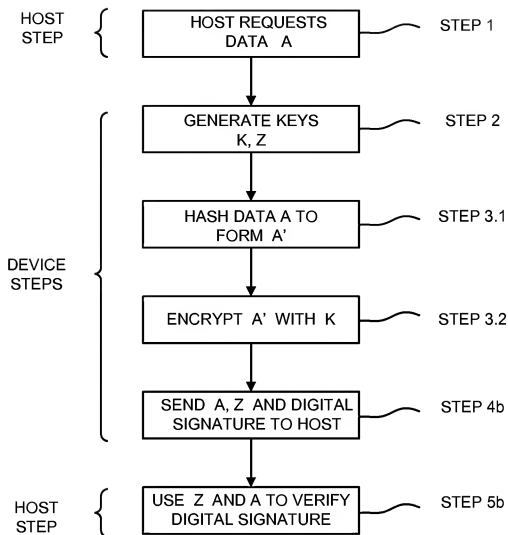 HOST
STEP
HOST REQUESTS
DATA A
STEP 1
GENERATE KEYS
K, Z
STEP 2
HASH DATA A TO
FORM A'
STEP 3.1
DEVICE
STEPS
ENCRYPT A' WITH K
STEP 3.2
SEND A, Z AND DIGITAL
SIGNATURE TO HOST
STEP 4b
HOST
STEP
USE Z AND A TO VERIFY
DIGITAL SIGNATURE
STEP 5b